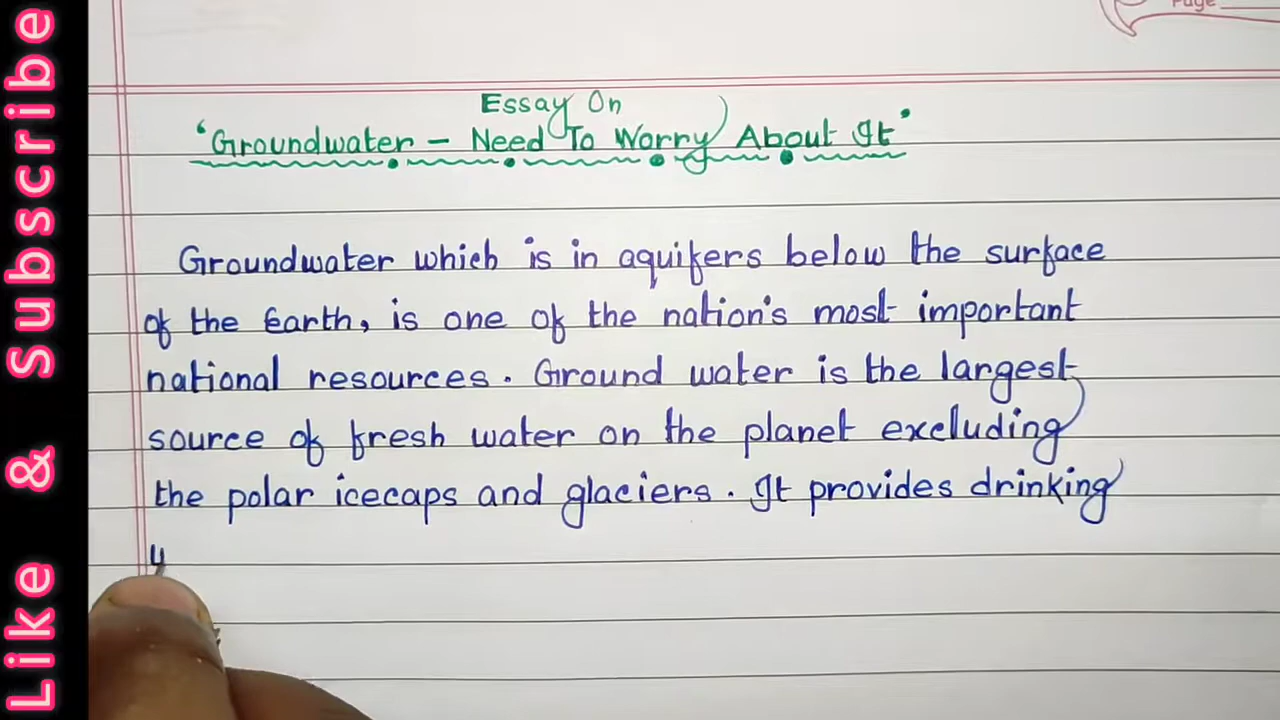 Like & Subscribe
Page
Essay On
'Groundwater - Need To Worry About It'
Groundwater which is in aquifers below the surface
of the Earth, is one of the nation's most important
national resources. Ground water is the largest
source of fresh water on the planet excluding
the polar icecaps and glaciers. It provides drinking